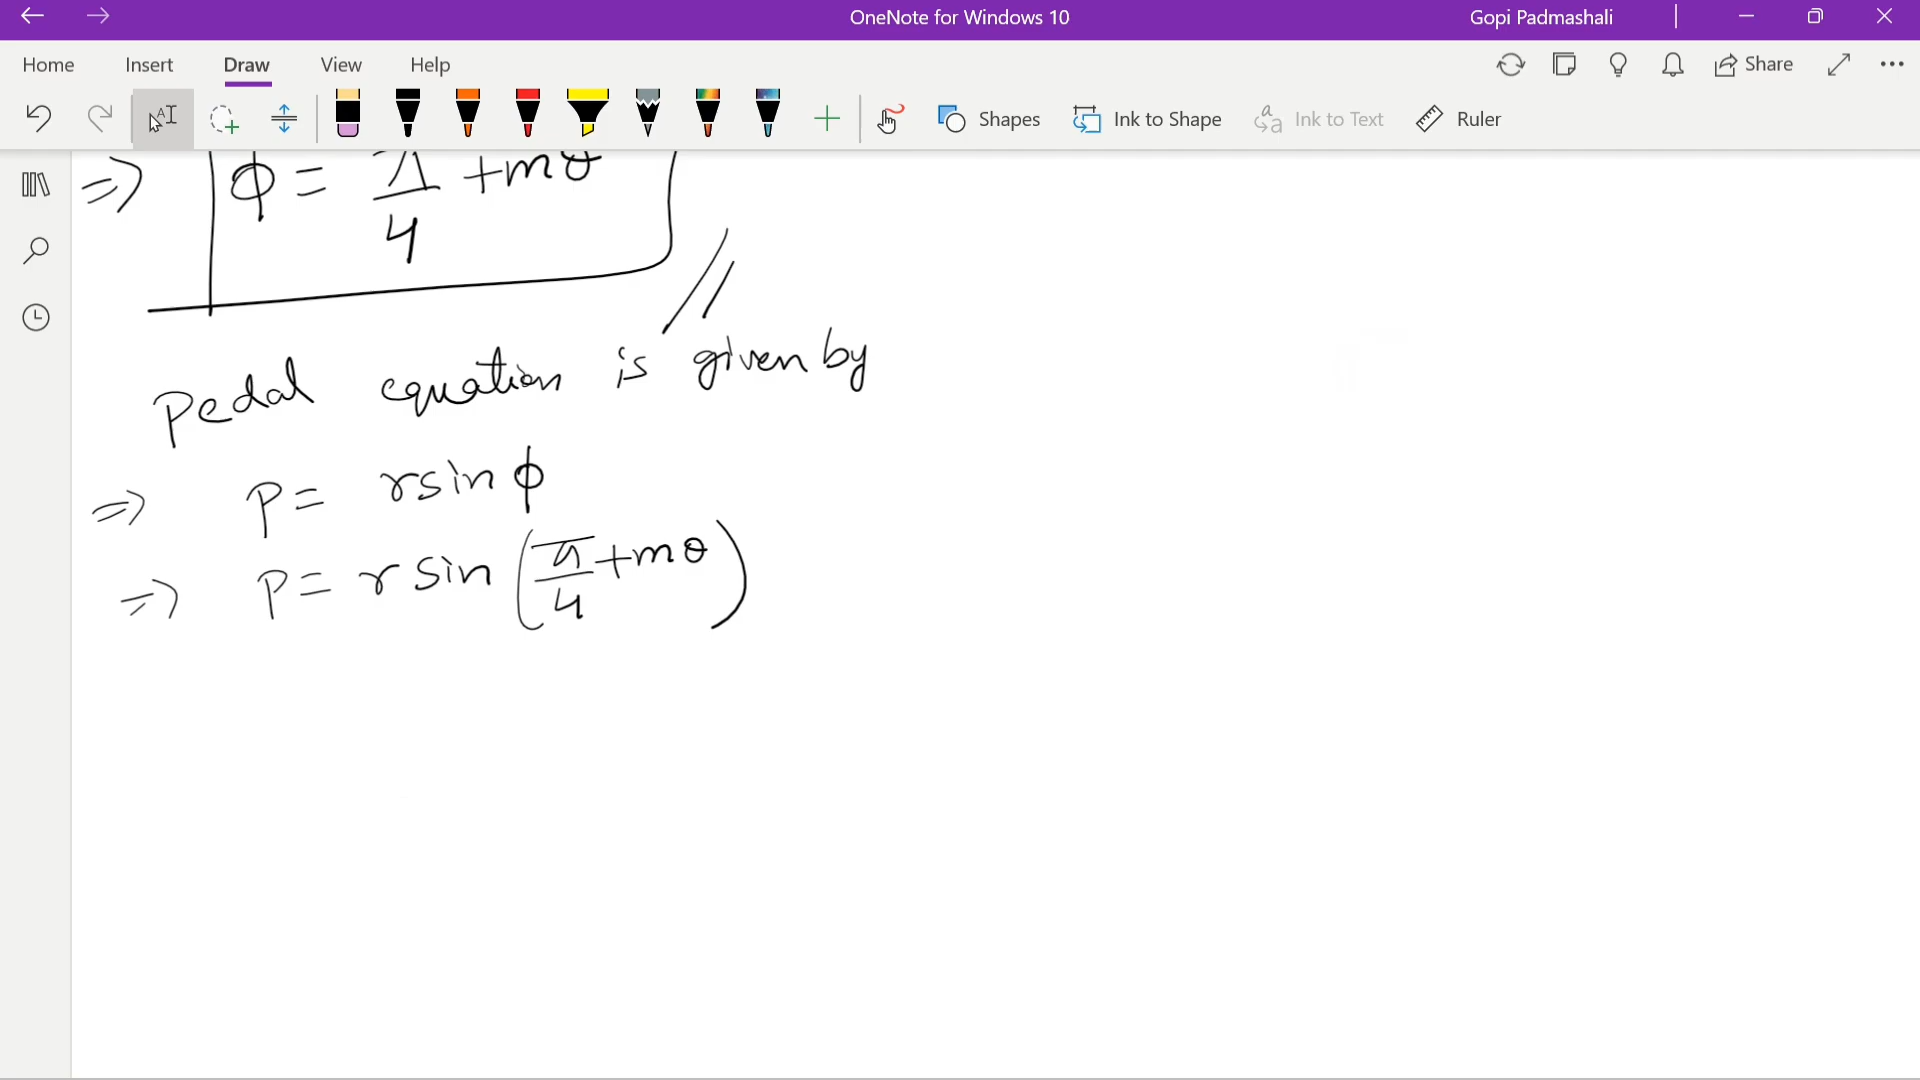 OneNote for Windows 10 Gopi Padmashali
Home Insert Draw View Help Share
Shapes Ink to Shape Ink to Text Ruler
⇒ φ = π/4 + mθ
Pedal equation is given by
⇒ P = r sin φ
⇒ P = r sin (π/4 + mθ)